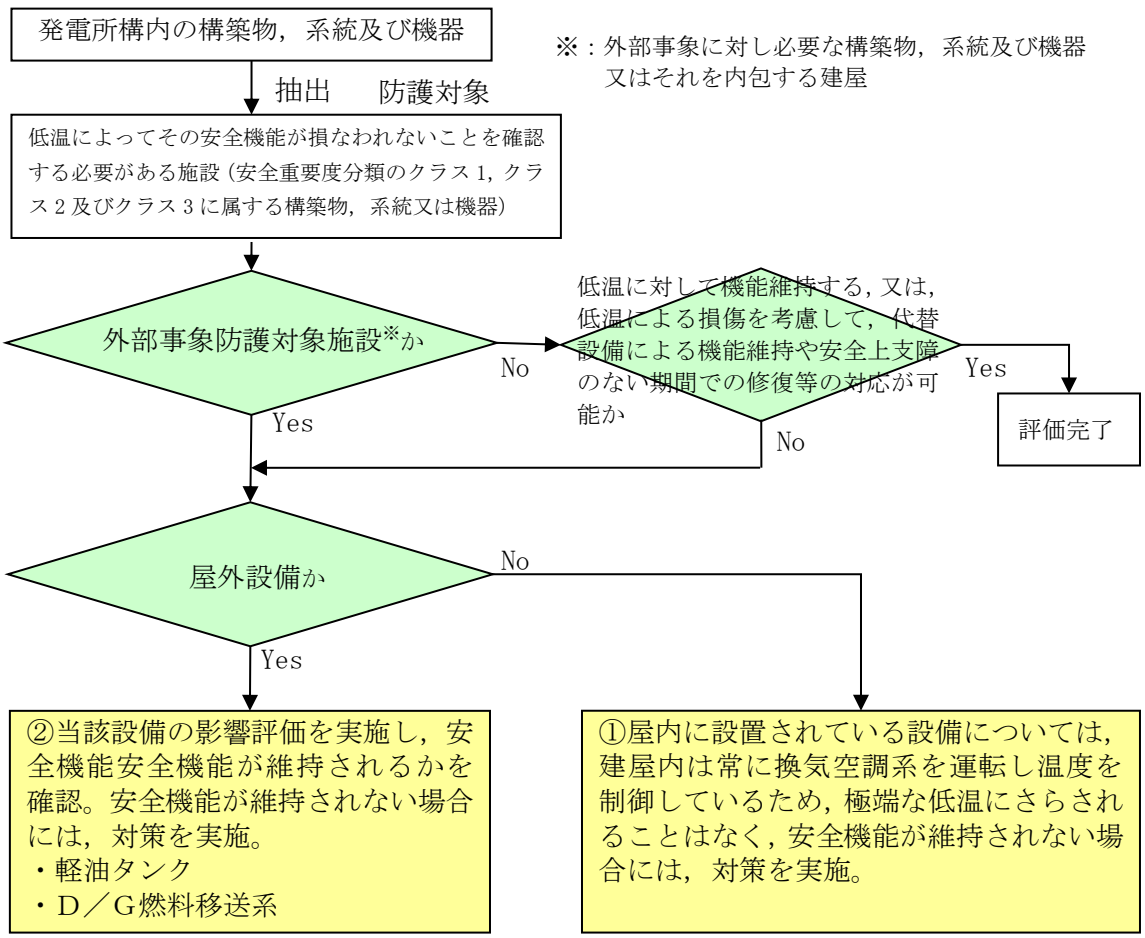 発電所構内の構築物，系統及び機器
※：外部事象に対し必要な構築物，系統及び機器
又はそれを内包する建屋
抽出　防護対象
低温によってその安全機能が損なわれないことを確認
する必要がある施設（安全重要度分類のクラス1，クラ
ス2及びクラス3に属する構築物，系統又は機器）
外部事象防護対象施設※か
No
低温に対して機能維持する，又は，
低温による損傷を考慮して，代替
設備による機能維持や安全上支障
のない期間での修復等の対応が可
能か
Yes
評価完了
Yes
No
屋外設備か
No
Yes
②当該設備の影響評価を実施し，安
全機能安全機能が維持されるかを
確認。安全機能が維持されない場合
には，対策を実施。
・軽油タンク
・Ｄ／Ｇ燃料移送系
①屋内に設置されている設備については，
建屋内は常に換気空調系を運転し温度を
制御しているため，極端な低温にさらされ
ることはなく，安全機能が維持されない場
合には，対策を実施。